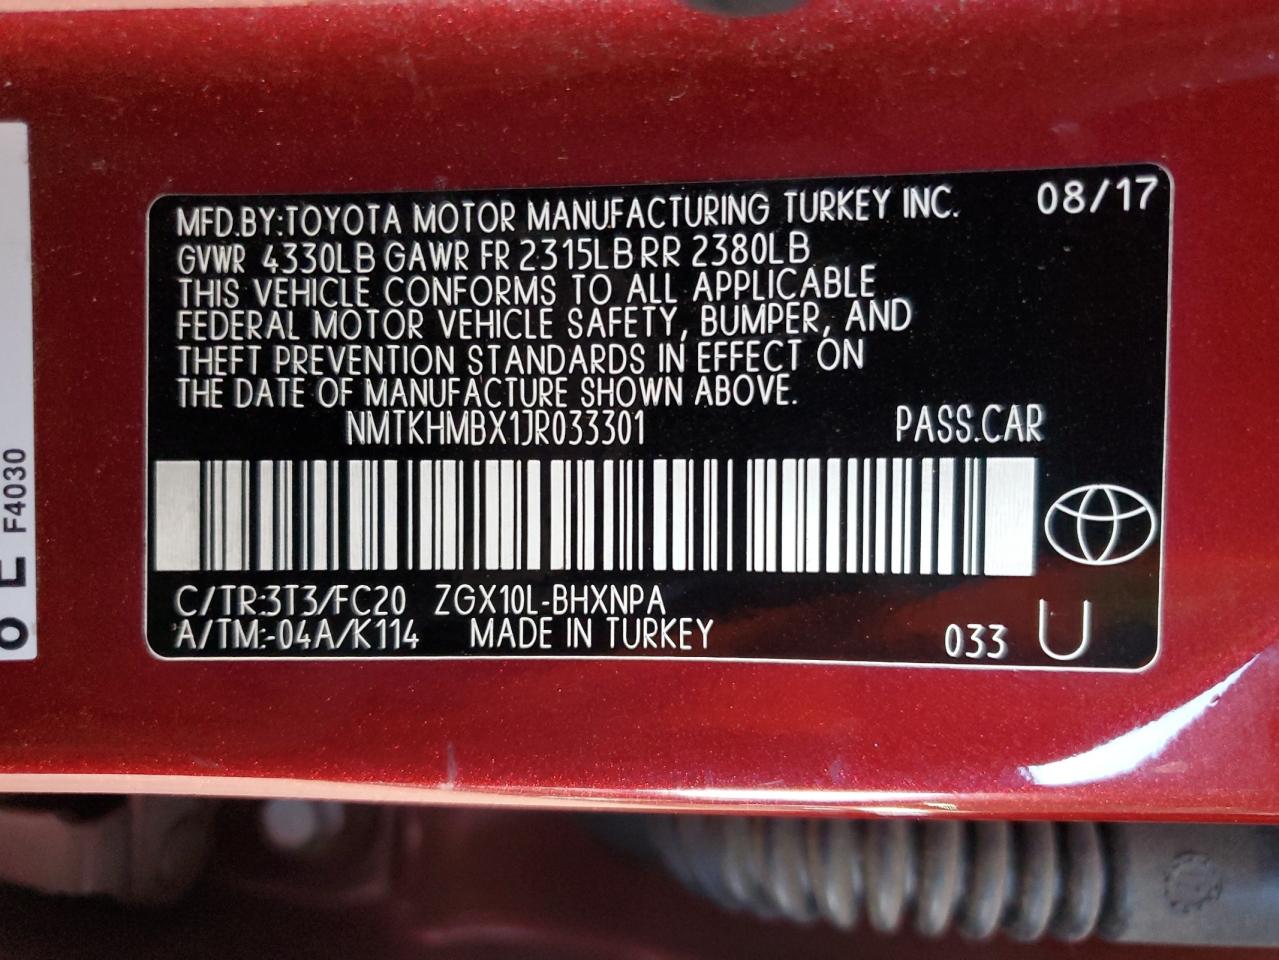 MFD.BY:TOYOTA MOTOR MANUFACTURING TURKEY INC. 08/17
GVWR 4330LB GAWR FR 2315LB RR 2380LB
THIS VEHICLE CONFORMS TO ALL APPLICABLE
FEDERAL MOTOR VEHICLE SAFETY, BUMPER, AND
THEFT PREVENTION STANDARDS IN EFFECT ON
THE DATE OF MANUFACTURE SHOWN ABOVE.
NMTKHMBX1JR033301 PASS.CAR
C/TR:3T3/FC20 ZGX10L-BHXNPA
A/TM:-04A/K114 MADE IN TURKEY 033 U
F4030